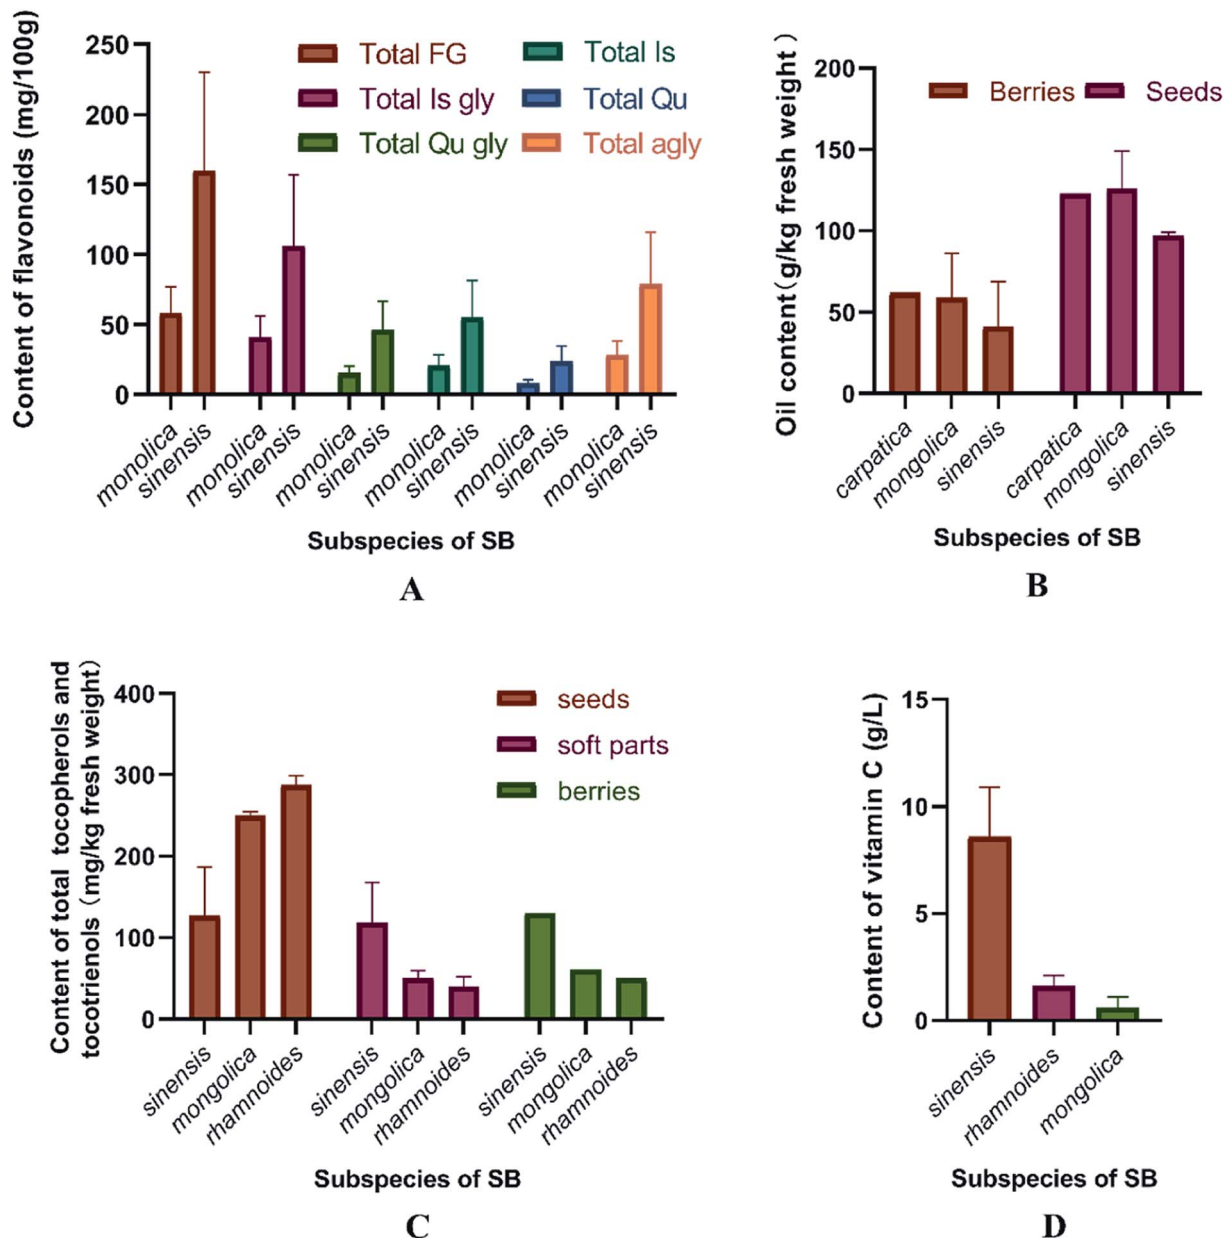 Content of flavonoids (mg/100g)
250
200
150
100
50
0
Total FG
Total Is gly
Total Qu gly
Total Is
Total Qu
Total agly
monolica
sinensis
monolica
sinensis
monolica
sinensis
monolica
sinensis
monolica
sinensis
monolica
sinensis
Subspecies of SB
A
Oil content(g/kg fresh weight )
200
150
100
50
0
Berries
Seeds
carpatica
mongolica
sinensis
carpatica
mongolica
sinensis
Subspecies of SB
B
Content of total tocopherols and
tocotrienols (mg/kg fresh weight)
400
300
200
100
0
seeds
soft parts
berries
sinensis
mongolica
rhamnoides
sinensis
mongolica
rhamnoides
sinensis
mongolica
rhamnoides
Subspecies of SB
C
Content of vitamin C (g/L)
15
10
5
0
sinensis
rhamnoides
mongolica
Subspecies of SB
D